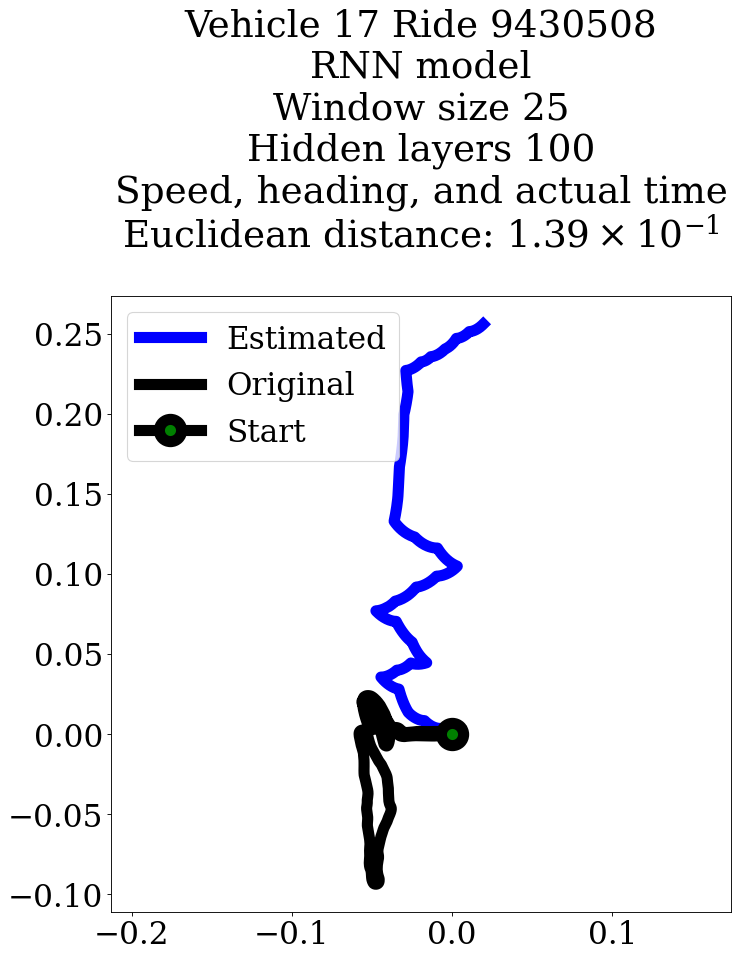 Vehicle 17 Ride 9430508
RNN model
Window size 25
Hidden layers 100
Speed, heading, and actual time
Euclidean distance: 1.39 × 10⁻¹
Estimated
Original
Start
0.25
0.20
0.15
0.10
0.05
0.00
−0.05
−0.10
−0.2 −0.1 0.0 0.1